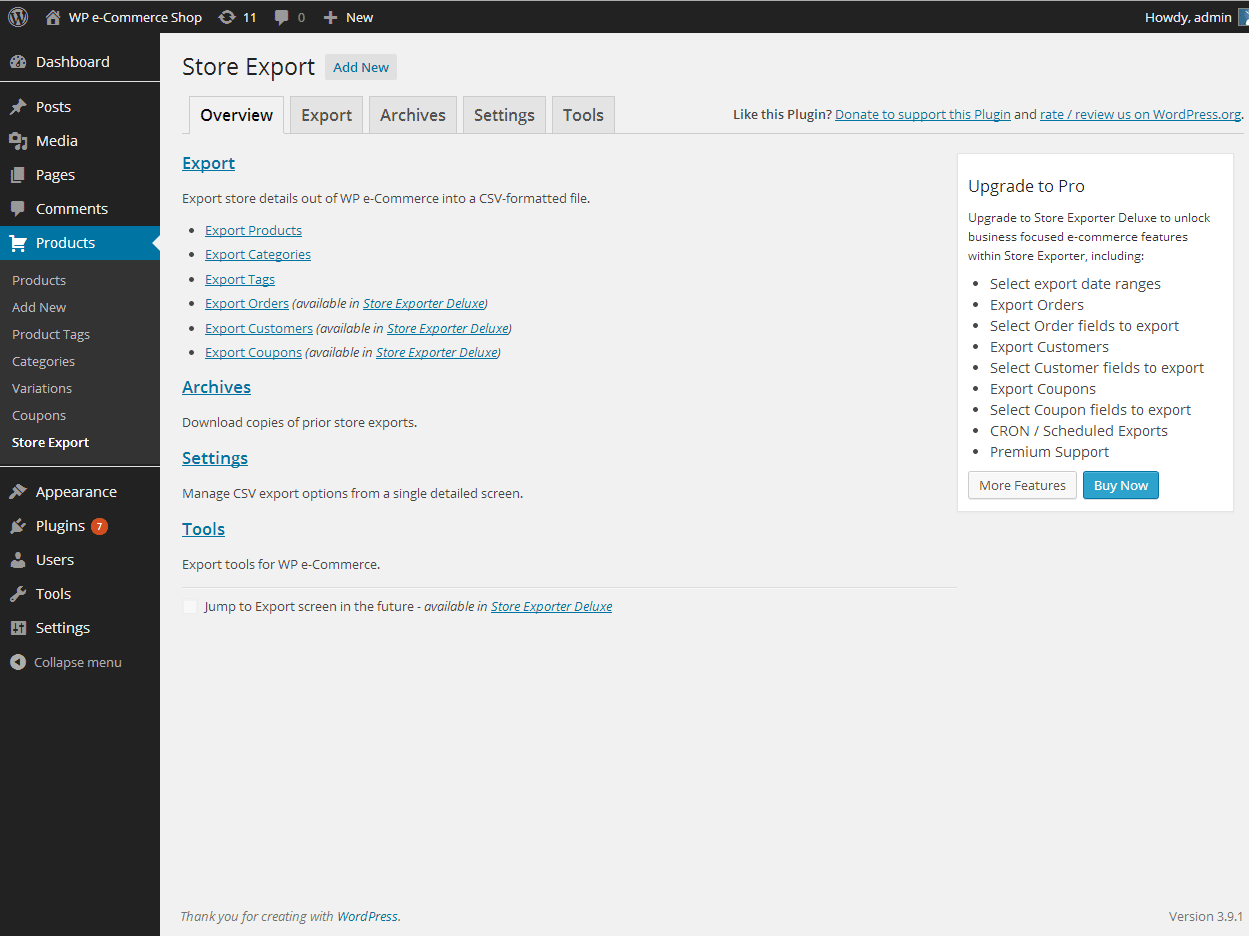 WP e-Commerce Shop 11 0 New Howdy, admin
Dashboard
Posts
Media
Pages
Comments
Products
Products
Add New
Product Tags
Categories
Variations
Coupons
Store Export
Appearance
Plugins 7
Users
Tools
Settings
Collapse menu
Store Export Add New
Overview Export Archives Settings Tools
Like this Plugin? Donate to support this Plugin and rate / review us on WordPress.org.
Export
Export store details out of WP e-Commerce into a CSV-formatted file.
Export Products
Export Categories
Export Tags
Export Orders (available in Store Exporter Deluxe)
Export Customers (available in Store Exporter Deluxe)
Export Coupons (available in Store Exporter Deluxe)
Archives
Download copies of prior store exports.
Settings
Manage CSV export options from a single detailed screen.
Tools
Export tools for WP e-Commerce.
Jump to Export screen in the future - available in Store Exporter Deluxe
Upgrade to Pro
Upgrade to Store Exporter Deluxe to unlock
business focused e-commerce features
within Store Exporter, including:
Select export date ranges
Export Orders
Select Order fields to export
Export Customers
Select Customer fields to export
Export Coupons
Select Coupon fields to export
CRON / Scheduled Exports
Premium Support
More Features Buy Now
Thank you for creating with WordPress.
Version 3.9.1